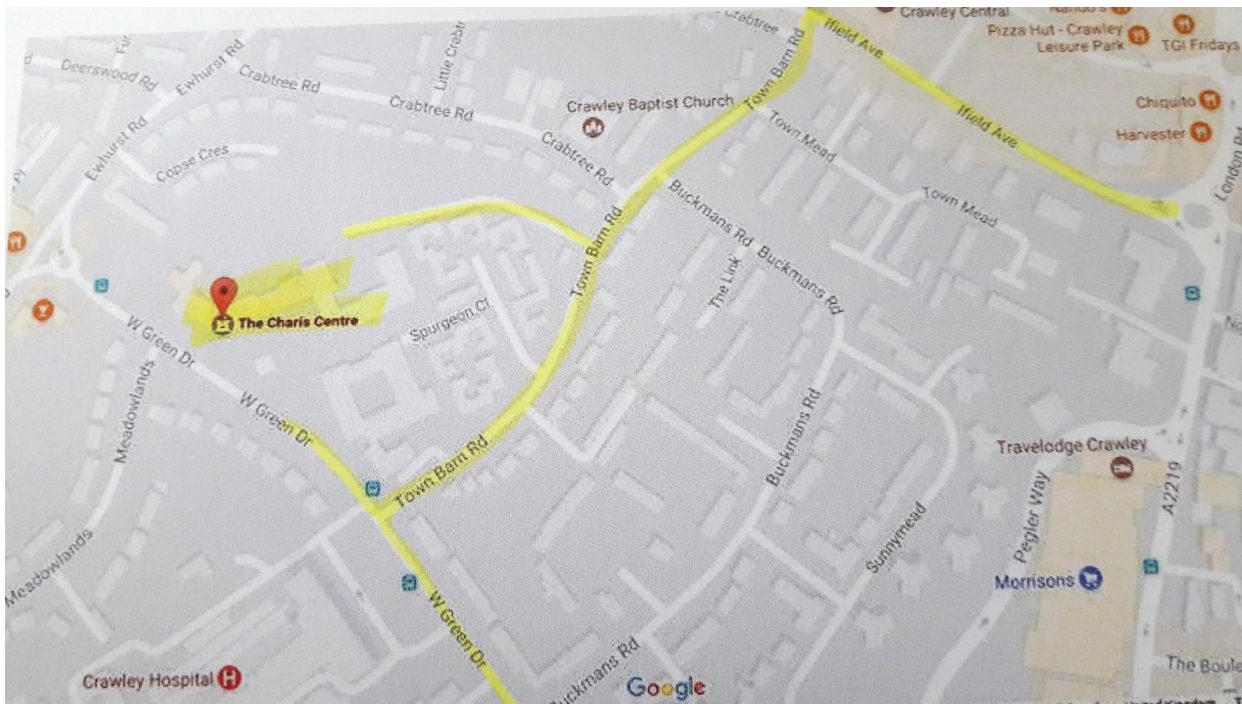 Crabtree
Crawley Central
Nando's
Pizza Hut - Crawley
Leisure Park
TGI Fridays
Ifield Ave
Town Barn Rd
Little Crabtr
Ewhurst Rd
Deerswood Rd
Crabtree Rd
Crabtree Rd
Crawley Baptist Church
Chiquito
Harvester
Ifield Ave
Town Mead
Ewhurst Rd
Copse Cres
Crabtree Rd
London Rd
Town Mead
Buckmans Rd
Buckmans Rd
Town Barn Rd
The Link
Spurgeon Cl
The Charis Centre
W Green Dr
Meadowlands
W Green Dr
Buckmans Rd
Town Barn Rd
Travelodge Crawley
A2219
Pegler Way
Sunnymead
Meadowlands
Morrisons
W Green Dr
Buckmans Rd
The Boule
Crawley Hospital
H
Google